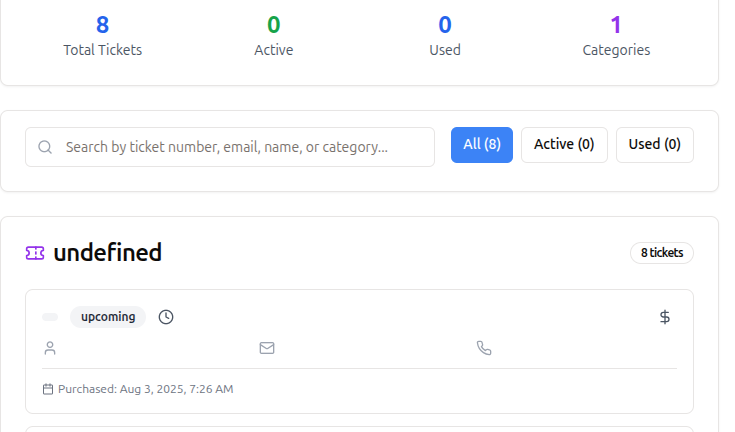 8 0 0 1
Total Tickets Active Used Categories
Search by ticket number, email, name, or category... All (8) Active (0) Used (0)
undefined 8 tickets
upcoming $
Purchased: Aug 3, 2025, 7:26 AM